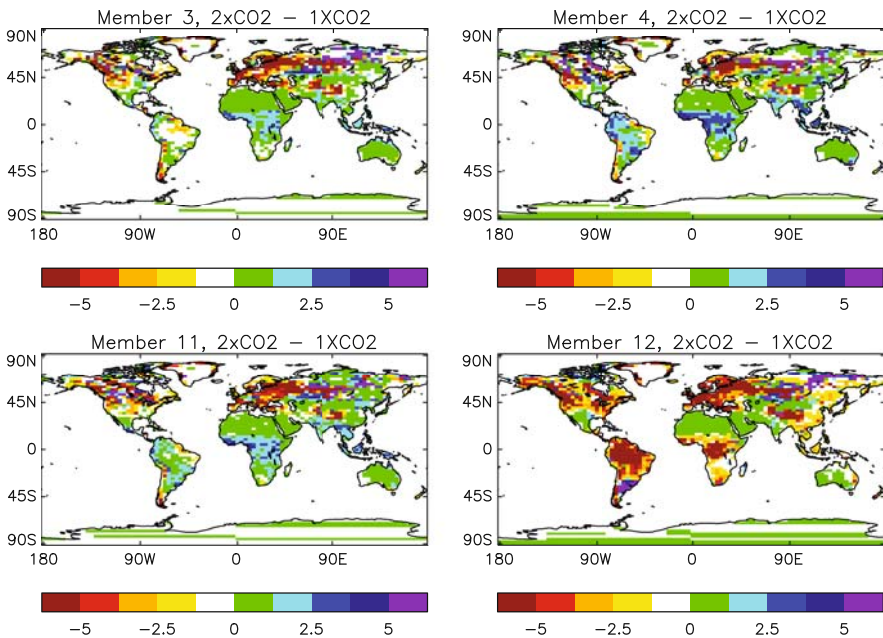 Member 3, 2xCO2 – 1XCO2
90N
45N
0
45S
90S
180 90W 0 90E
−5 −2.5 0 2.5 5
Member 4, 2xCO2 – 1XCO2
90N
45N
0
45S
90S
180 90W 0 90E
−5 −2.5 0 2.5 5
Member 11, 2xCO2 – 1XCO2
90N
45N
0
45S
90S
180 90W 0 90E
−5 −2.5 0 2.5 5
Member 12, 2xCO2 – 1XCO2
90N
45N
0
45S
90S
180 90W 0 90E
−5 −2.5 0 2.5 5